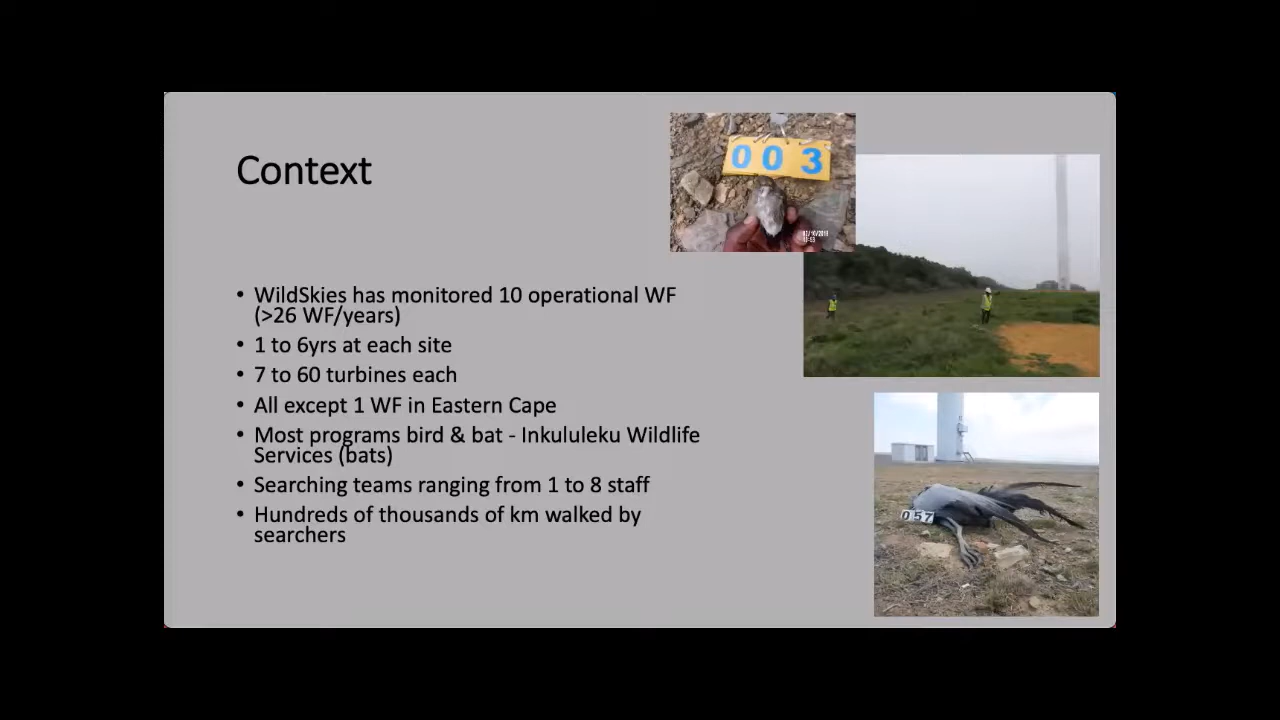 Context
• WildSkies has monitored 10 operational WF
(>26 WF/years)
• 1 to 6yrs at each site
• 7 to 60 turbines each
• All except 1 WF in Eastern Cape
• Most programs bird & bat - Inkululeku Wildlife
Services (bats)
• Searching teams ranging from 1 to 8 staff
• Hundreds of thousands of km walked by
searchers
003
057